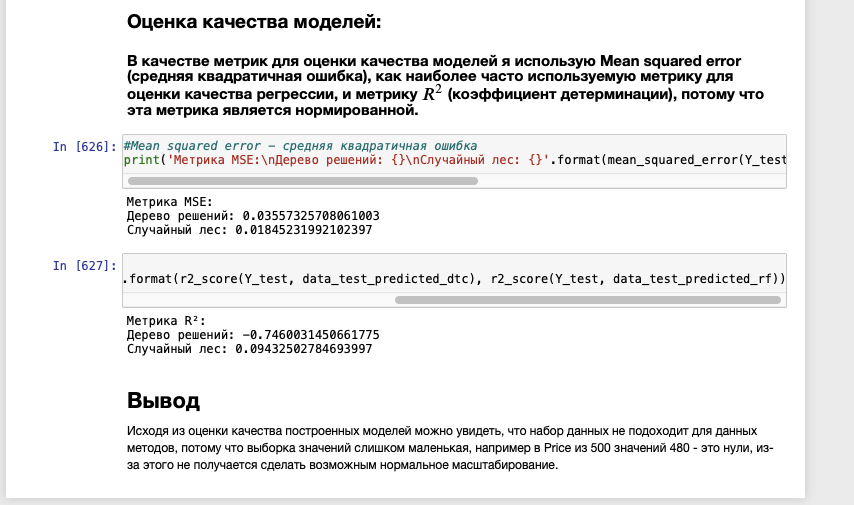 Оценка качества моделей:
В качестве метрик для оценки качества моделей я использую Mean squared error
(средняя квадратичная ошибка), как наиболее часто используемую метрику для
оценки качества регрессии, и метрику R² (коэффициент детерминации), потому что
эта метрика является нормированной.
In [626]: #Mean squared error – средняя квадратичная ошибка
print('Метрика MSE:\nДерево решений: {}\nСлучайный лес: {}'.format(mean_squared_error(Y_test
Метрика MSE:
Дерево решений: 0.03557325708061003
Случайный лес: 0.01845231992102397
In [627]:
.format(r2_score(Y_test, data_test_predicted_dtc), r2_score(Y_test, data_test_predicted_rf))
Метрика R²:
Дерево решений: −0.7460031450661775
Случайный лес: 0.09432502784693997
Вывод
Исходя из оценки качества построенных моделей можно увидеть, что набор данных не подоходит для данных
методов, потому что выборка значений слишком маленькая, например в Price из 500 значений 480 - это нули, из-
за этого не получается сделать возможным нормальное масштабирование.